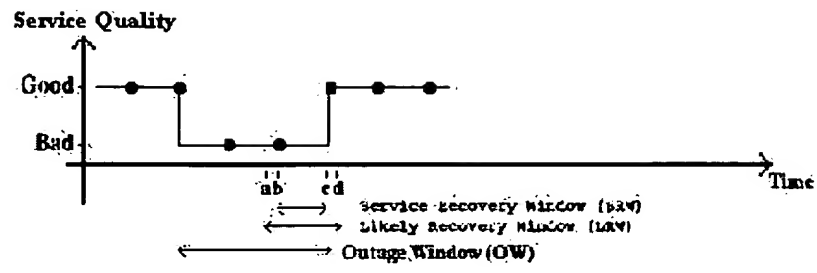 Service Quality
Good
Bad
a b c d
Time
Service Recovery Window (SRW)
Likely Recovery Window (LRW)
Outage Window (OW)